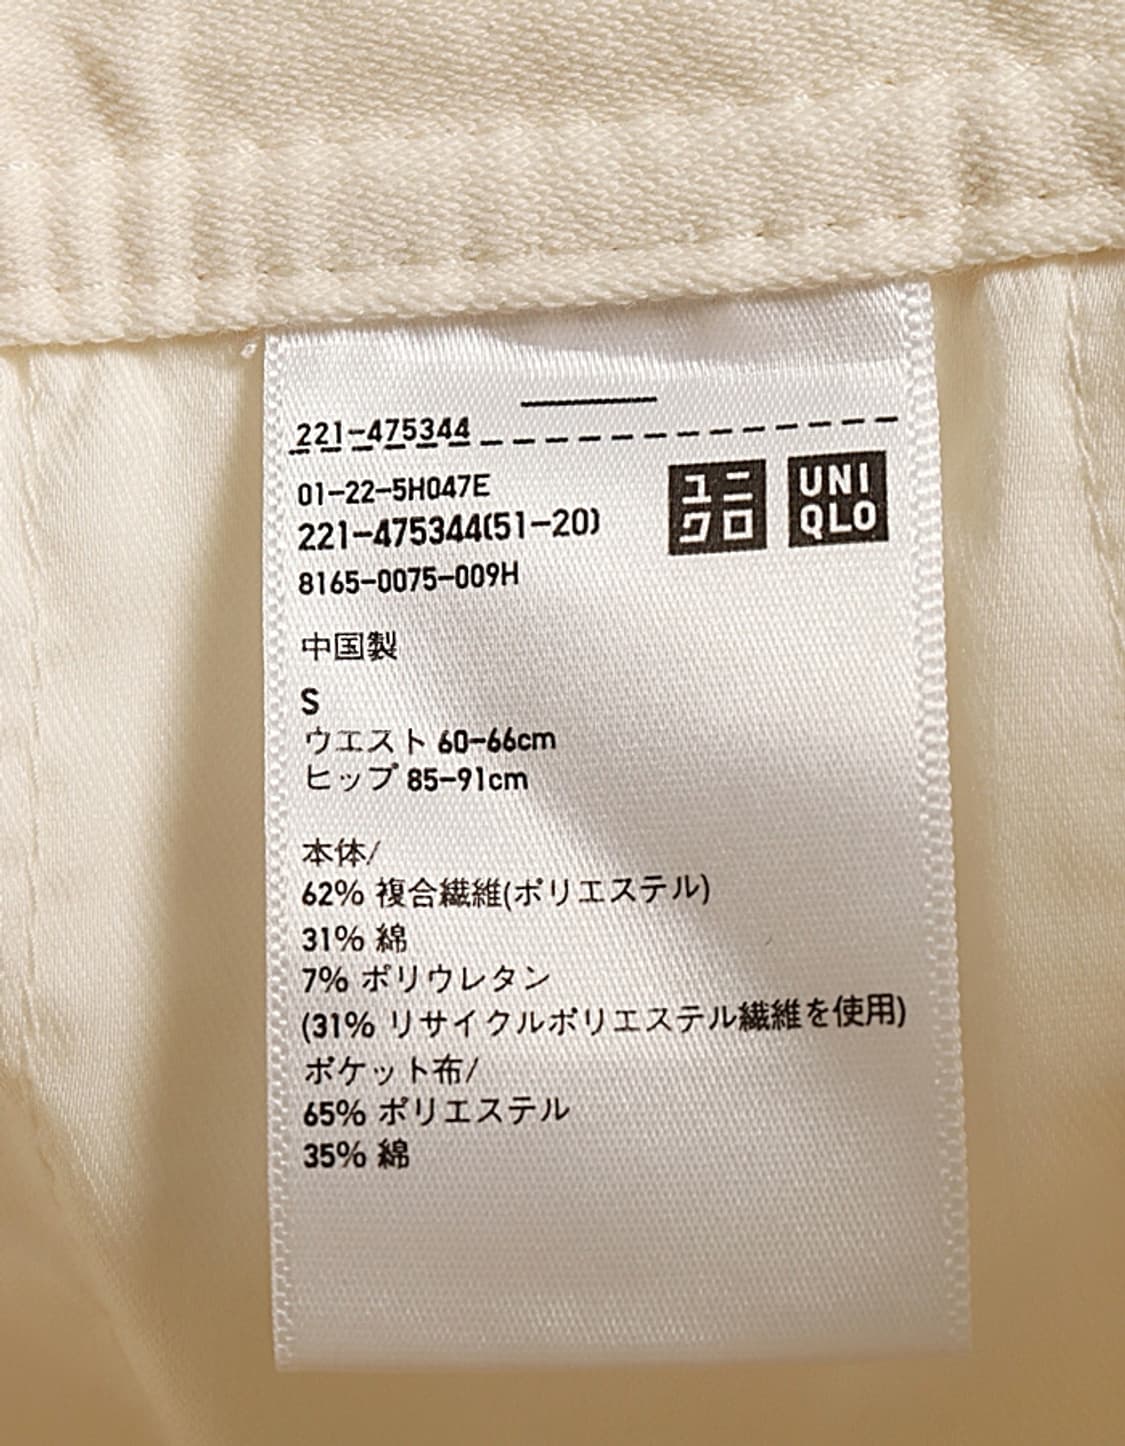 221-475344
01-22-5H047E
221-475344(51-20)
8165-0075-009H
ユニ
クロ
UNI
QLO
中国製
S
ウエスト 60-66cm
ヒップ 85-91cm
本体/
62% 複合繊維(ポリエステル)
31% 綿
7% ポリウレタン
(31% リサイクルポリエステル繊維を使用)
ポケット布/
65% ポリエステル
35% 綿